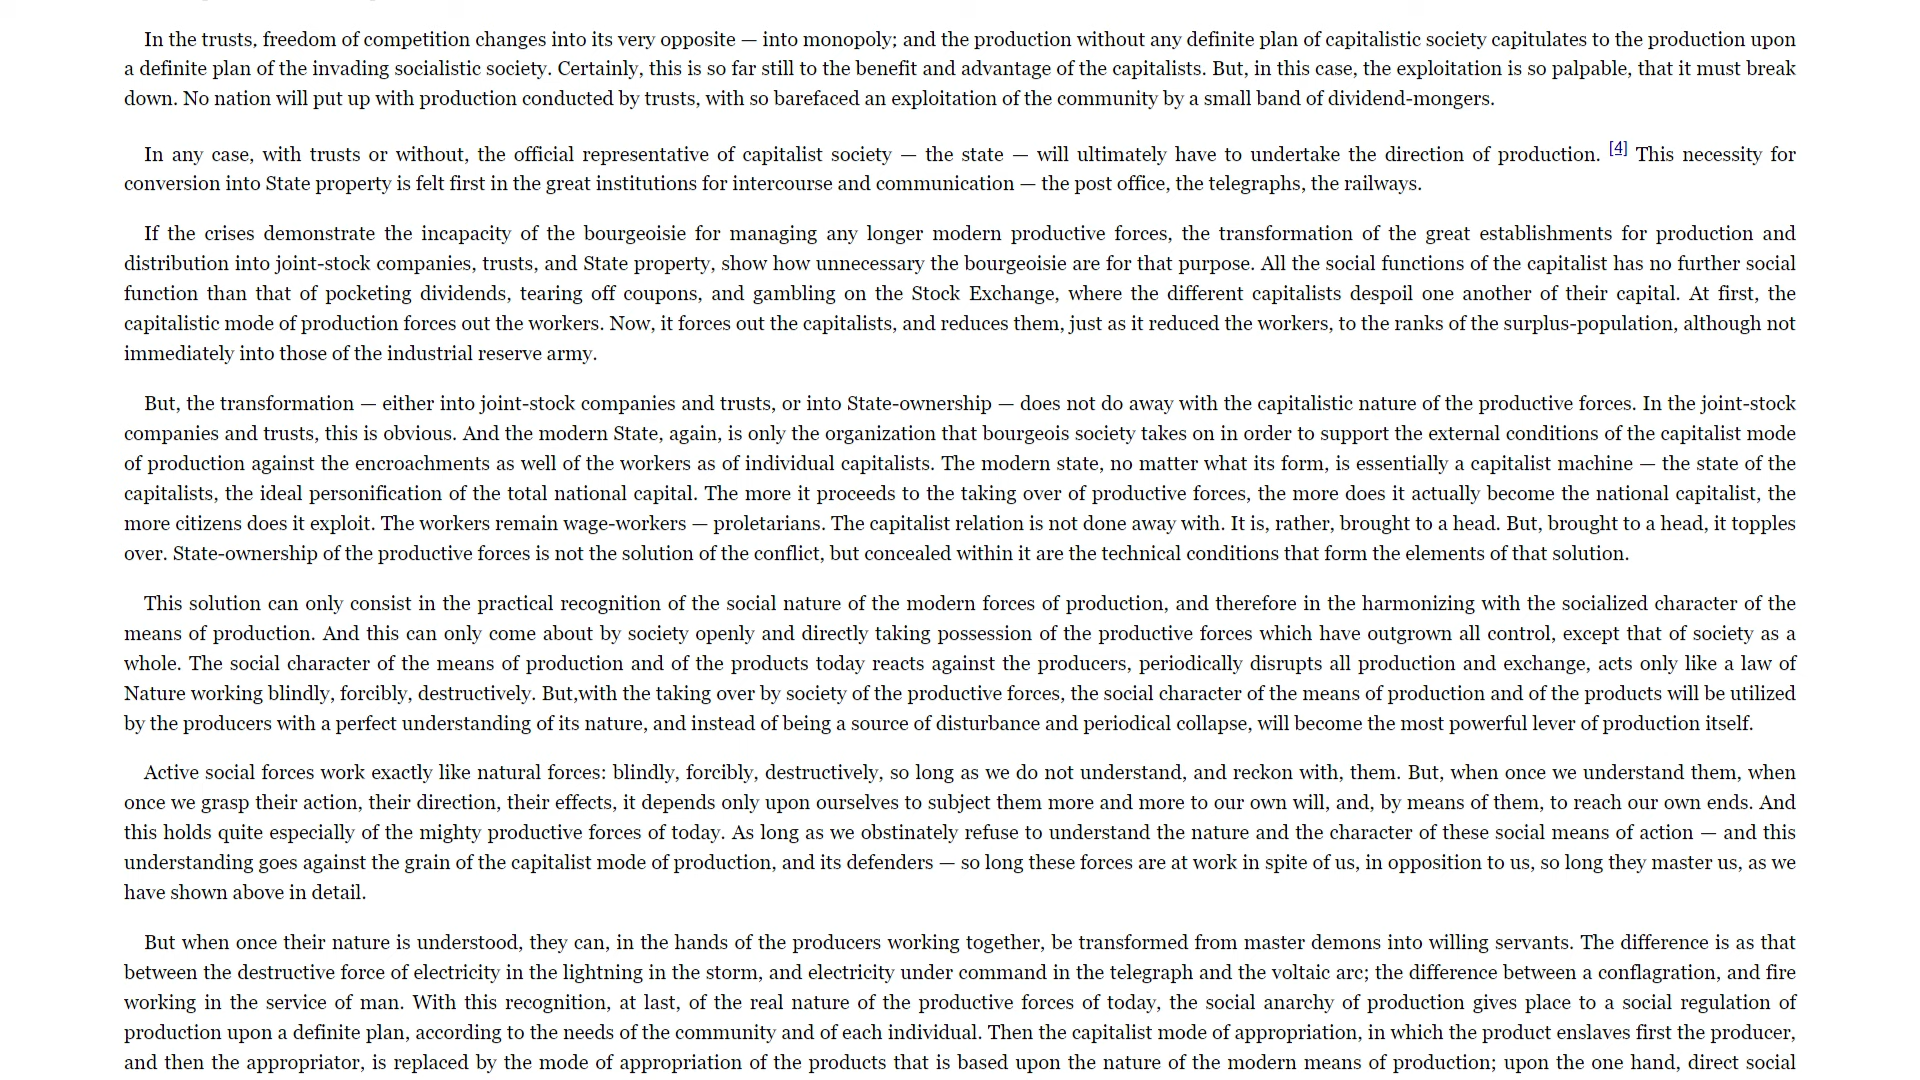 In the trusts, freedom of competition changes into its very opposite — into monopoly; and the production without any definite plan of capitalistic society capitulates to the production upon
a definite plan of the invading socialistic society. Certainly, this is so far still to the benefit and advantage of the capitalists. But, in this case, the exploitation is so palpable, that it must break
down. No nation will put up with production conducted by trusts, with so barefaced an exploitation of the community by a small band of dividend-mongers.
In any case, with trusts or without, the official representative of capitalist society — the state — will ultimately have to undertake the direction of production. [4] This necessity for
conversion into State property is felt first in the great institutions for intercourse and communication — the post office, the telegraphs, the railways.
If the crises demonstrate the incapacity of the bourgeoisie for managing any longer modern productive forces, the transformation of the great establishments for production and
distribution into joint-stock companies, trusts, and State property, show how unnecessary the bourgeoisie are for that purpose. All the social functions of the capitalist has no further social
function than that of pocketing dividends, tearing off coupons, and gambling on the Stock Exchange, where the different capitalists despoil one another of their capital. At first, the
capitalistic mode of production forces out the workers. Now, it forces out the capitalists, and reduces them, just as it reduced the workers, to the ranks of the surplus-population, although not
immediately into those of the industrial reserve army.
But, the transformation — either into joint-stock companies and trusts, or into State-ownership — does not do away with the capitalistic nature of the productive forces. In the joint-stock
companies and trusts, this is obvious. And the modern State, again, is only the organization that bourgeois society takes on in order to support the external conditions of the capitalist mode
of production against the encroachments as well of the workers as of individual capitalists. The modern state, no matter what its form, is essentially a capitalist machine — the state of the
capitalists, the ideal personification of the total national capital. The more it proceeds to the taking over of productive forces, the more does it actually become the national capitalist, the
more citizens does it exploit. The workers remain wage-workers — proletarians. The capitalist relation is not done away with. It is, rather, brought to a head. But, brought to a head, it topples
over. State-ownership of the productive forces is not the solution of the conflict, but concealed within it are the technical conditions that form the elements of that solution.
This solution can only consist in the practical recognition of the social nature of the modern forces of production, and therefore in the harmonizing with the socialized character of the
means of production. And this can only come about by society openly and directly taking possession of the productive forces which have outgrown all control, except that of society as a
whole. The social character of the means of production and of the products today reacts against the producers, periodically disrupts all production and exchange, acts only like a law of
Nature working blindly, forcibly, destructively. But,with the taking over by society of the productive forces, the social character of the means of production and of the products will be utilized
by the producers with a perfect understanding of its nature, and instead of being a source of disturbance and periodical collapse, will become the most powerful lever of production itself.
Active social forces work exactly like natural forces: blindly, forcibly, destructively, so long as we do not understand, and reckon with, them. But, when once we understand them, when
once we grasp their action, their direction, their effects, it depends only upon ourselves to subject them more and more to our own will, and, by means of them, to reach our own ends. And
this holds quite especially of the mighty productive forces of today. As long as we obstinately refuse to understand the nature and the character of these social means of action — and this
understanding goes against the grain of the capitalist mode of production, and its defenders — so long these forces are at work in spite of us, in opposition to us, so long they master us, as we
have shown above in detail.
But when once their nature is understood, they can, in the hands of the producers working together, be transformed from master demons into willing servants. The difference is as that
between the destructive force of electricity in the lightning in the storm, and electricity under command in the telegraph and the voltaic arc; the difference between a conflagration, and fire
working in the service of man. With this recognition, at last, of the real nature of the productive forces of today, the social anarchy of production gives place to a social regulation of
production upon a definite plan, according to the needs of the community and of each individual. Then the capitalist mode of appropriation, in which the product enslaves first the producer,
and then the appropriator, is replaced by the mode of appropriation of the products that is based upon the nature of the modern means of production; upon the one hand, direct social